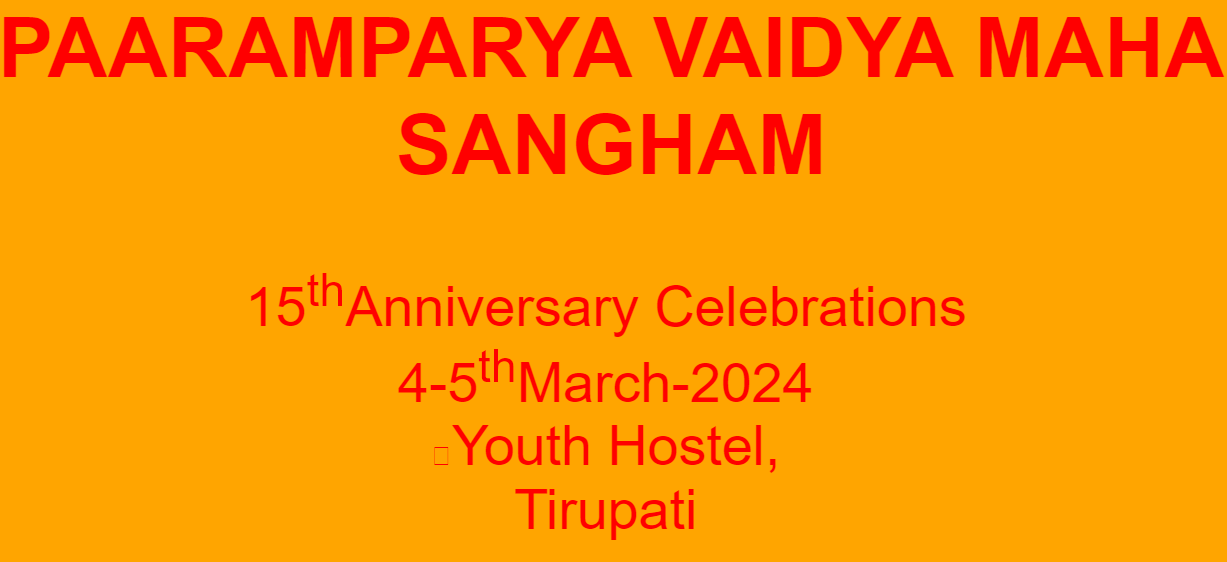 PAARAMPARYA VAIDYA MAHA
SANGHAM
15thAnniversary Celebrations
4-5thMarch-2024
Youth Hostel,
Tirupati